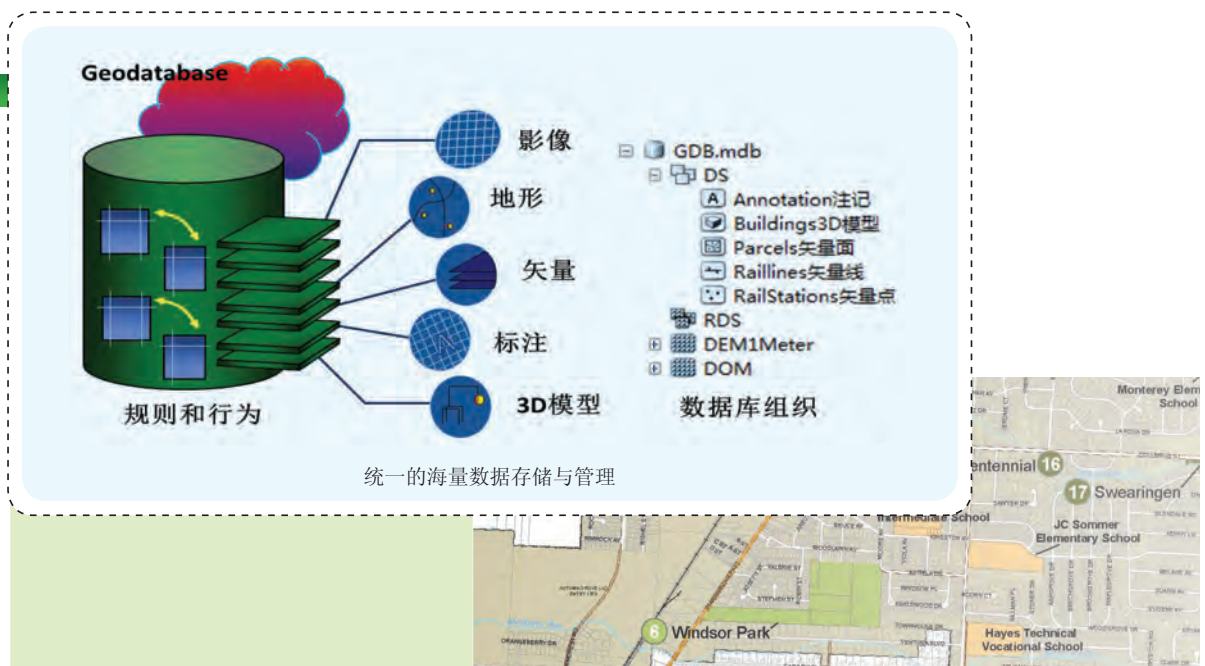 Geodatabase
影像
地形
矢量
标注
3D模型
规则和行为
GDB.mdb
DS
Annotation注记
Buildings3D模型
Parcels矢量面
Raillines矢量线
RailStations矢量点
RDS
DEM1Meter
DOM
数据库组织
统一的海量数据存储与管理
Monterey Elem
School
entennial 16
17 Swearingen
Intermediate School
JC Sommer
Elementary School
6 Windsor Park
Hayes Technical
Vocational School